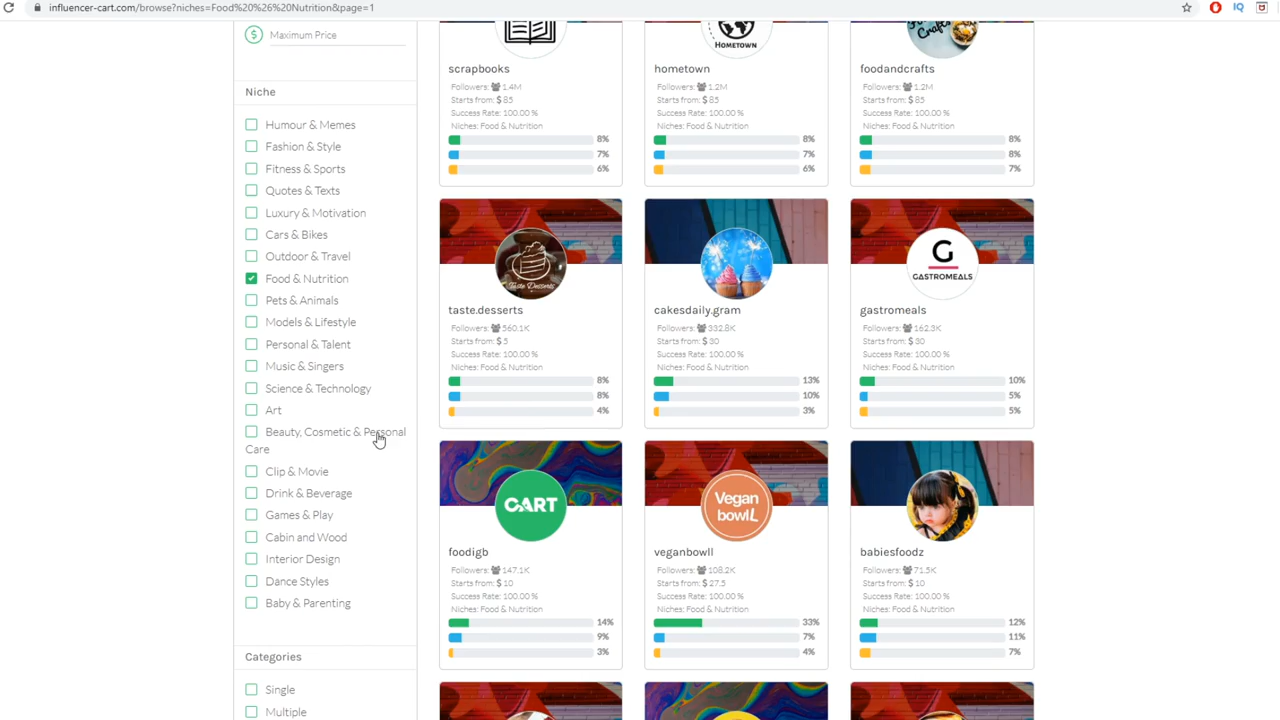 influencer-cart.com/browse?niches=Food%20%26%20Nutrition&page=1
IQ
$ Maximum Price
Niche
Humour & Memes
Fashion & Style
Fitness & Sports
Quotes & Texts
Luxury & Motivation
Cars & Bikes
Outdoor & Travel
Food & Nutrition
Pets & Animals
Models & Lifestyle
Personal & Talent
Music & Singers
Science & Technology
Art
Beauty, Cosmetic & Personal
Care
Clip & Movie
Drink & Beverage
Games & Play
Cabin and Wood
Interior Design
Dance Styles
Baby & Parenting
Categories
Single
Multiple
scrapbooks
Followers: 1.4M
Starts from: $ 85
Success Rate: 100.00 %
Niches: Food & Nutrition
8%
7%
6%
HOMETOWN
hometown
Followers: 1.2M
Starts from: $ 85
Success Rate: 100.00 %
Niches: Food & Nutrition
8%
7%
6%
Crafts
foodandcrafts
Followers: 1.2M
Starts from: $ 85
Success Rate: 100.00 %
Niches: Food & Nutrition
8%
8%
7%
Taste Desserts
taste.desserts
Followers: 560.1K
Starts from: $ 5
Success Rate: 100.00 %
Niches: Food & Nutrition
8%
8%
4%
cakesdaily.gram
Followers: 332.8K
Starts from: $ 30
Success Rate: 100.00 %
Niches: Food & Nutrition
13%
10%
3%
G
GASTROMEALS
gastromeals
Followers: 162.3K
Starts from: $ 30
Success Rate: 100.00 %
Niches: Food & Nutrition
10%
5%
5%
CART
foodigb
Followers: 147.1K
Starts from: $ 10
Success Rate: 100.00 %
Niches: Food & Nutrition
14%
9%
3%
Vegan
bowlL
veganbowll
Followers: 108.2K
Starts from: $ 27.5
Success Rate: 100.00 %
Niches: Food & Nutrition
33%
7%
4%
babiesfoodz
Followers: 71.5K
Starts from: $ 10
Success Rate: 100.00 %
Niches: Food & Nutrition
12%
11%
7%